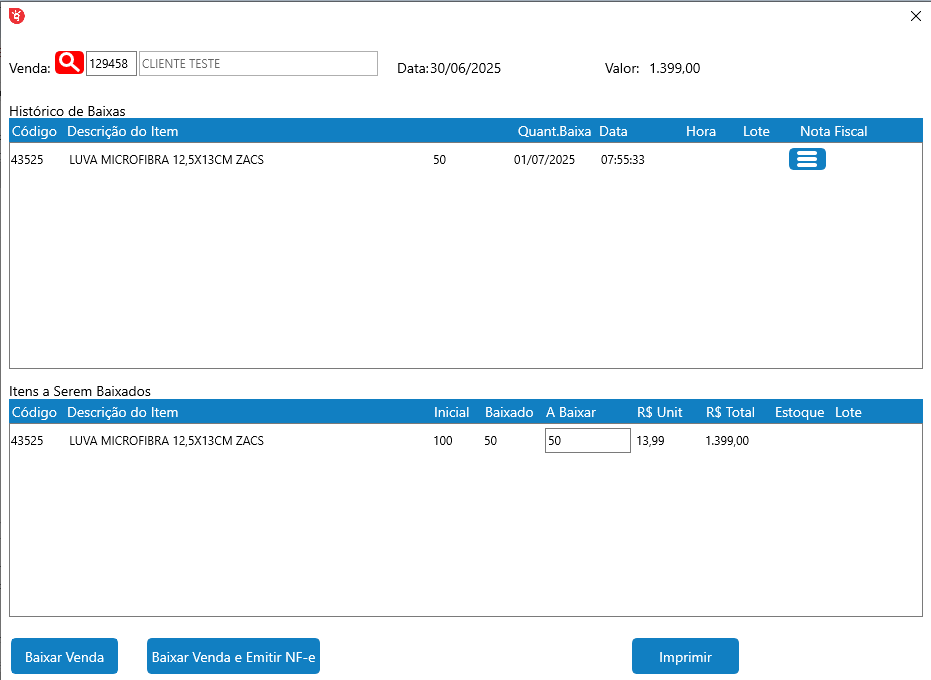 Venda: 129458 CLIENTE TESTE Data:30/06/2025 Valor: 1.399,00
Histórico de Baixas
Código Descrição do Item Quant.Baixa Data Hora Lote Nota Fiscal
43525 LUVA MICROFIBRA 12,5X13CM ZACS 50 01/07/2025 07:55:33
Itens a Serem Baixados
Código Descrição do Item Inicial Baixado A Baixar R$ Unit R$ Total Estoque Lote
43525 LUVA MICROFIBRA 12,5X13CM ZACS 100 50 50 13,99 1.399,00
Baixar Venda Baixar Venda e Emitir NF-e Imprimir